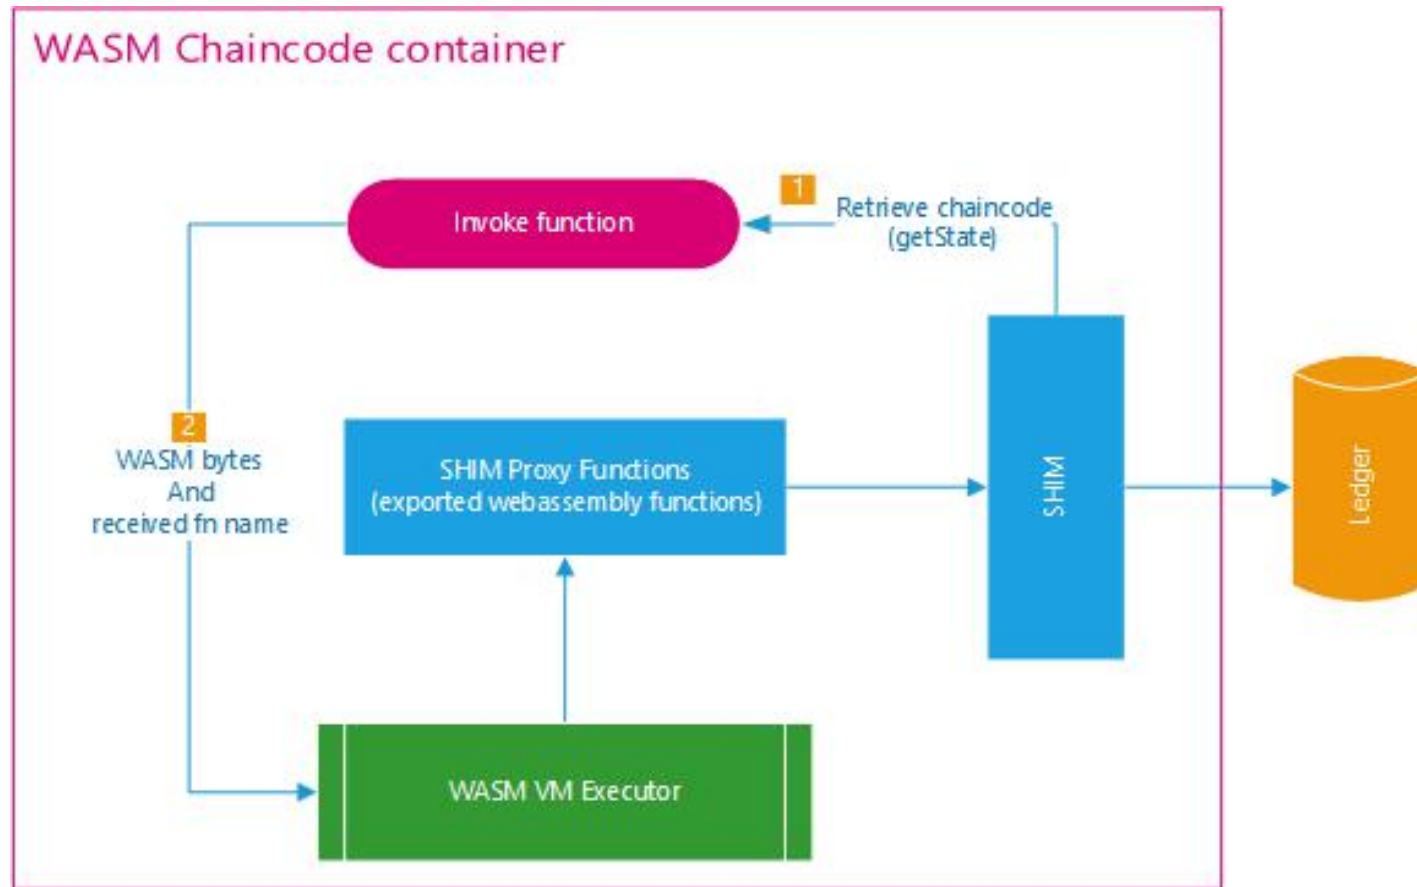 WASM Chaincode container
1
Retrieve chaincode
(getState)
Invoke function
2
WASM bytes
And
received fn name
SHIM Proxy Functions
(exported webassembly functions)
SHIM
Ledger
WASM VM Executor